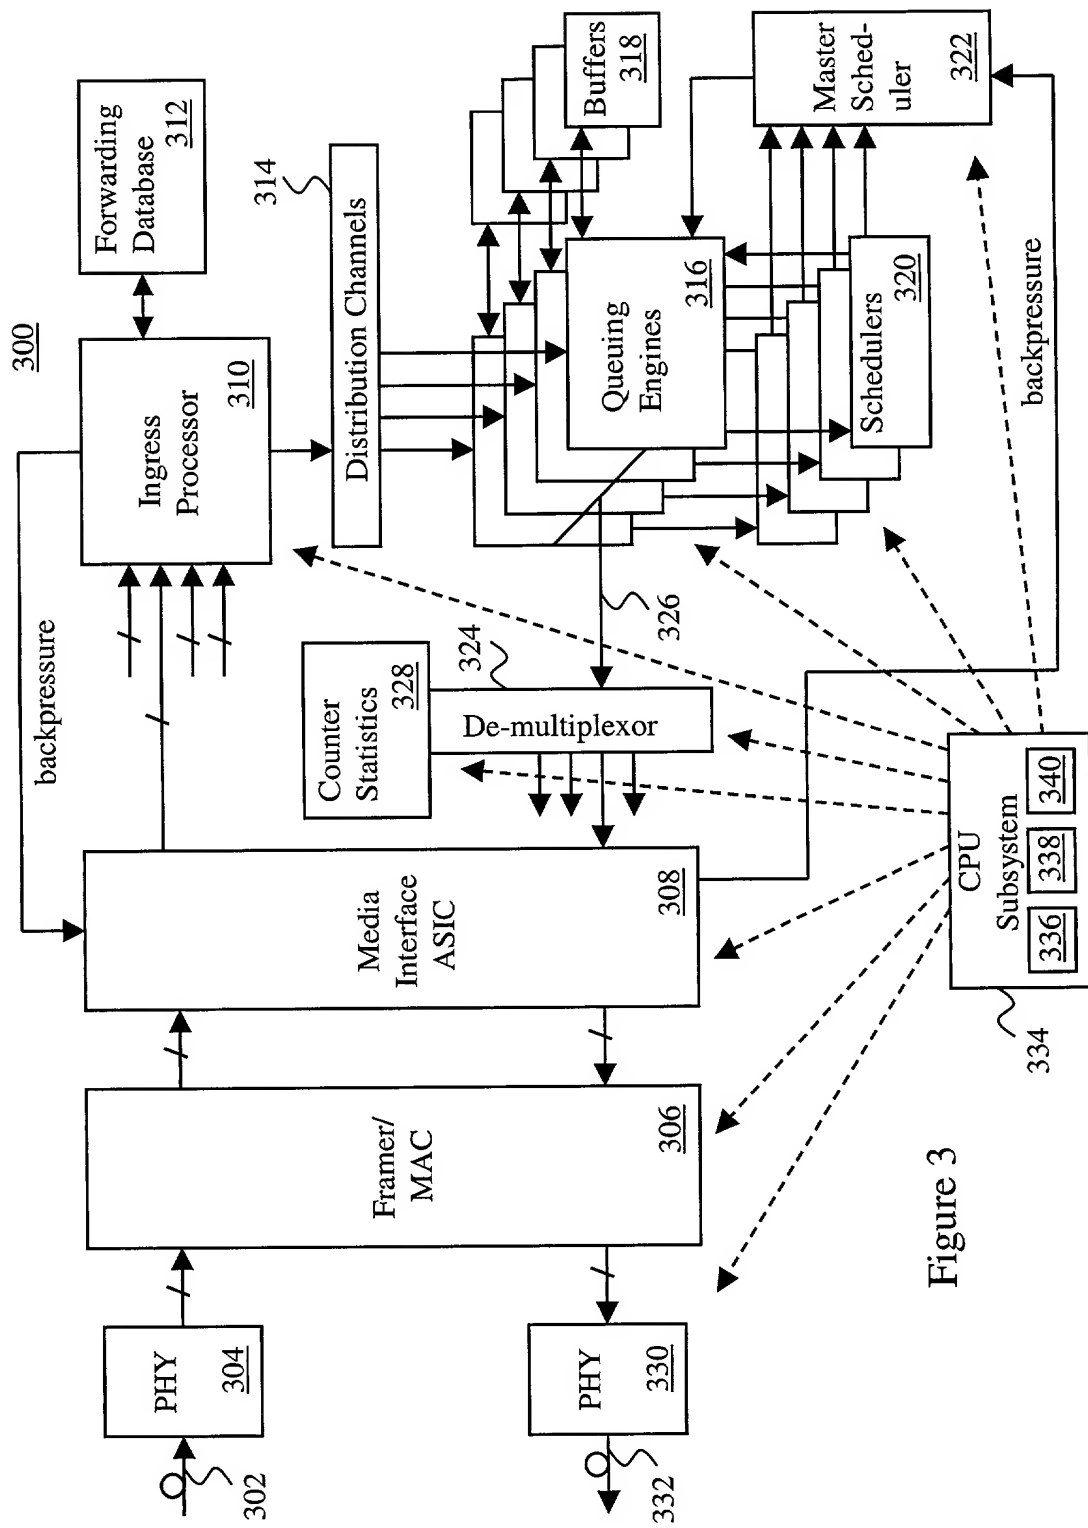 300
backpressure
Forwarding
Database
312
Ingress
Processor
310
314
Distribution Channels
Buffers
318
Queuing
Engines
316
Master
Sched-
uler
322
Schedulers
320
backpressure
326
324
De-multiplexor
Counter
Statistics
328
Media
Interface
ASIC
308
Framer/
MAC
306
PHY
304
302
PHY
330
332
CPU
Subsystem
336
338
340
334
Figure 3